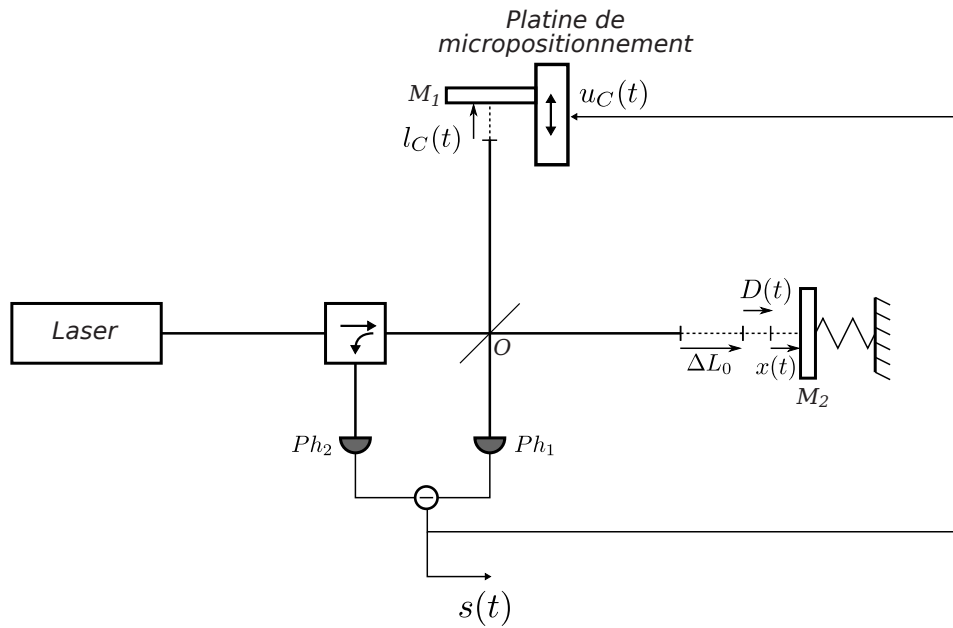 Platine de
micropositionnement
M1
uC(t)
lC(t)
Laser
O
D(t)
ΔL0
x(t)
M2
Ph2
Ph1
s(t)